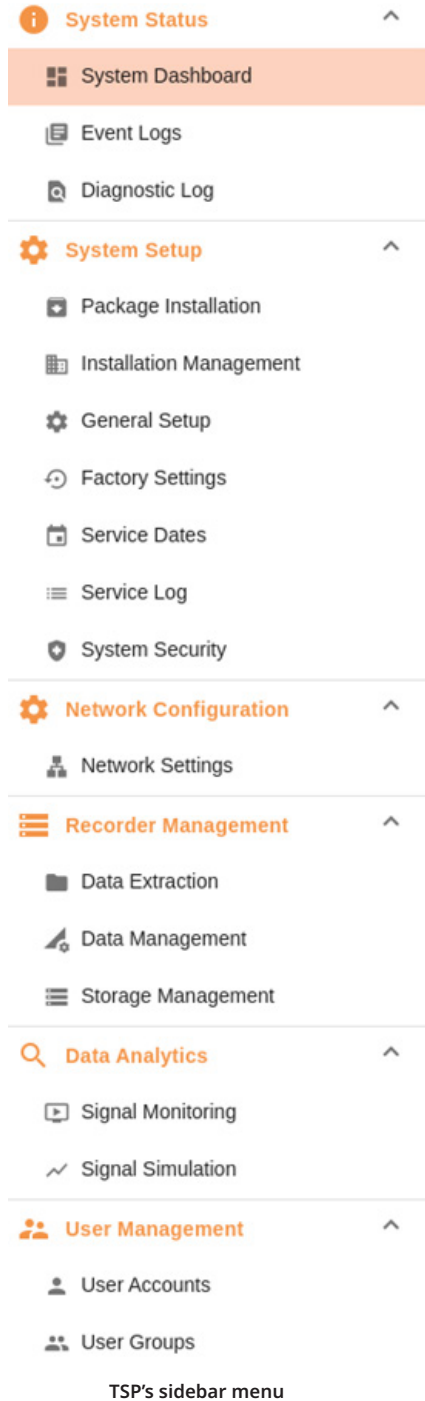 System Status
System Dashboard
Event Logs
Diagnostic Log
System Setup
Package Installation
Installation Management
General Setup
Factory Settings
Service Dates
Service Log
System Security
Network Configuration
Network Settings
Recorder Management
Data Extraction
Data Management
Storage Management
Data Analytics
Signal Monitoring
Signal Simulation
User Management
User Accounts
User Groups
TSP's sidebar menu